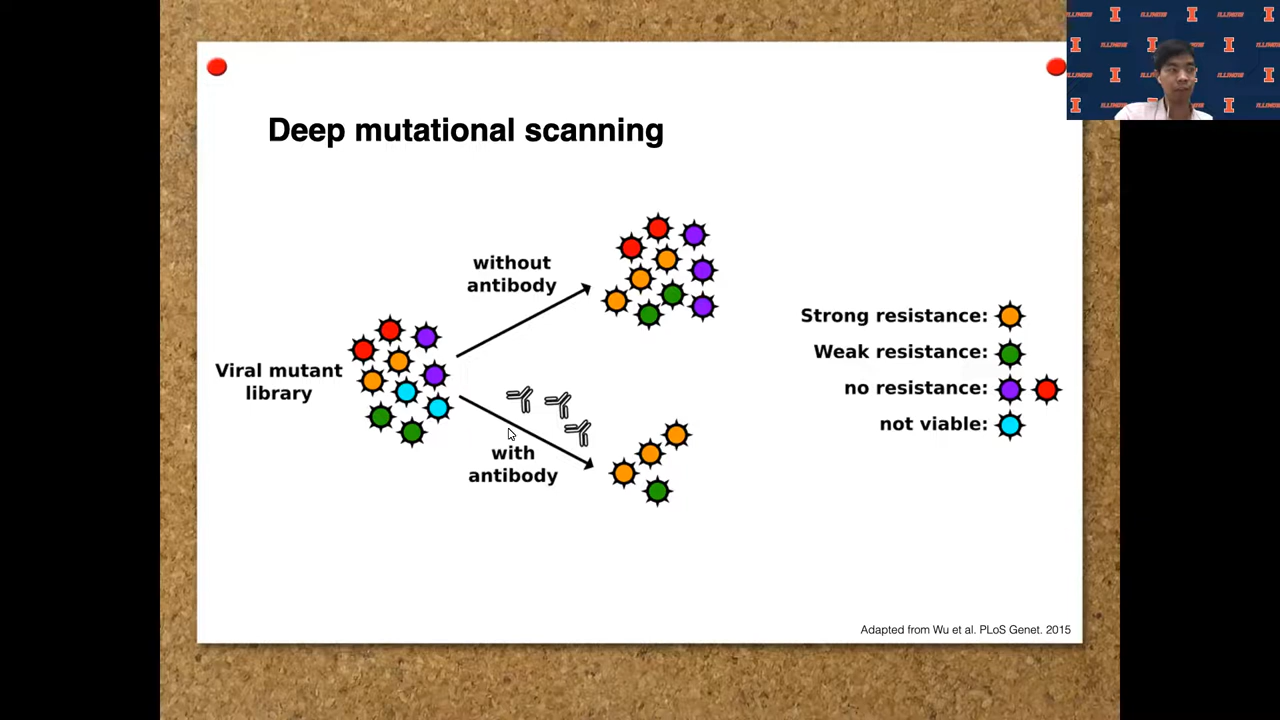 Deep mutational scanning
without
antibody
Viral mutant
library
with
antibody
Strong resistance:
Weak resistance:
no resistance:
not viable:
Adapted from Wu et al. PLoS Genet. 2015
ILLINOIS